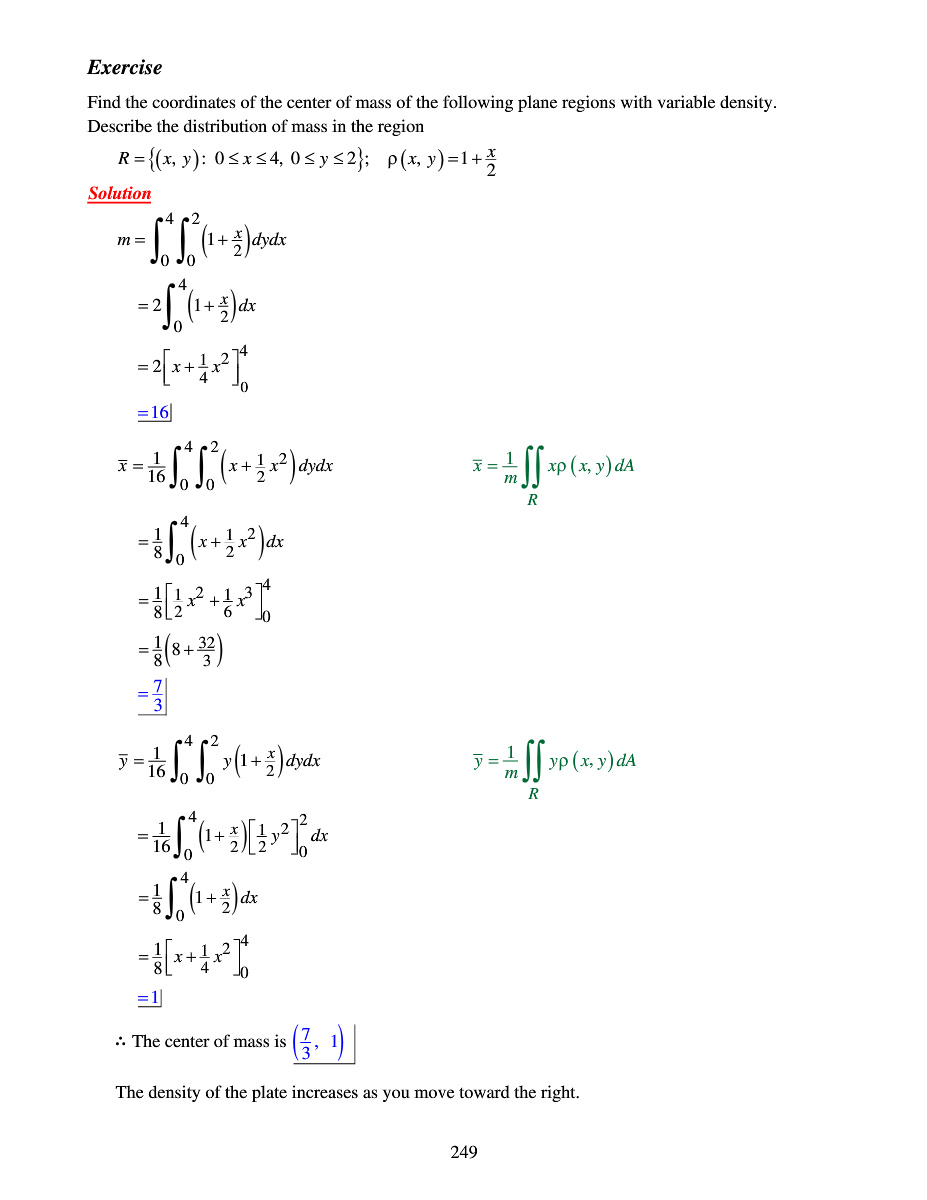 Exercise
Find the coordinates of the center of mass of the following plane regions with variable density.
Describe the distribution of mass in the region
R = {(x, y): 0 ≤ x ≤ 4, 0 ≤ y ≤ 2}; ρ(x, y) = 1 + x/2
Solution
m = ∫_0^4 ∫_0^2 (1 + x/2) dydx
= 2 ∫_0^4 (1 + x/2) dx
= 2 [x + 1/4 x^2]_0^4
= 16
x̅ = 1/16 ∫_0^4 ∫_0^2 (x + 1/2 x^2) dydx x̅ = 1/m ∬_R xρ(x, y) dA
= 1/8 ∫_0^4 (x + 1/2 x^2) dx
= 1/8 [1/2 x^2 + 1/6 x^3]_0^4
= 1/8 (8 + 32/3)
= 7/3
y̅ = 1/16 ∫_0^4 ∫_0^2 y(1 + x/2) dydx y̅ = 1/m ∬_R yρ(x, y) dA
= 1/16 ∫_0^4 (1 + x/2) [1/2 y^2]_0^2 dx
= 1/8 ∫_0^4 (1 + x/2) dx
= 1/8 [x + 1/4 x^2]_0^4
= 1
∴ The center of mass is (7/3, 1)
The density of the plate increases as you move toward the right.
249